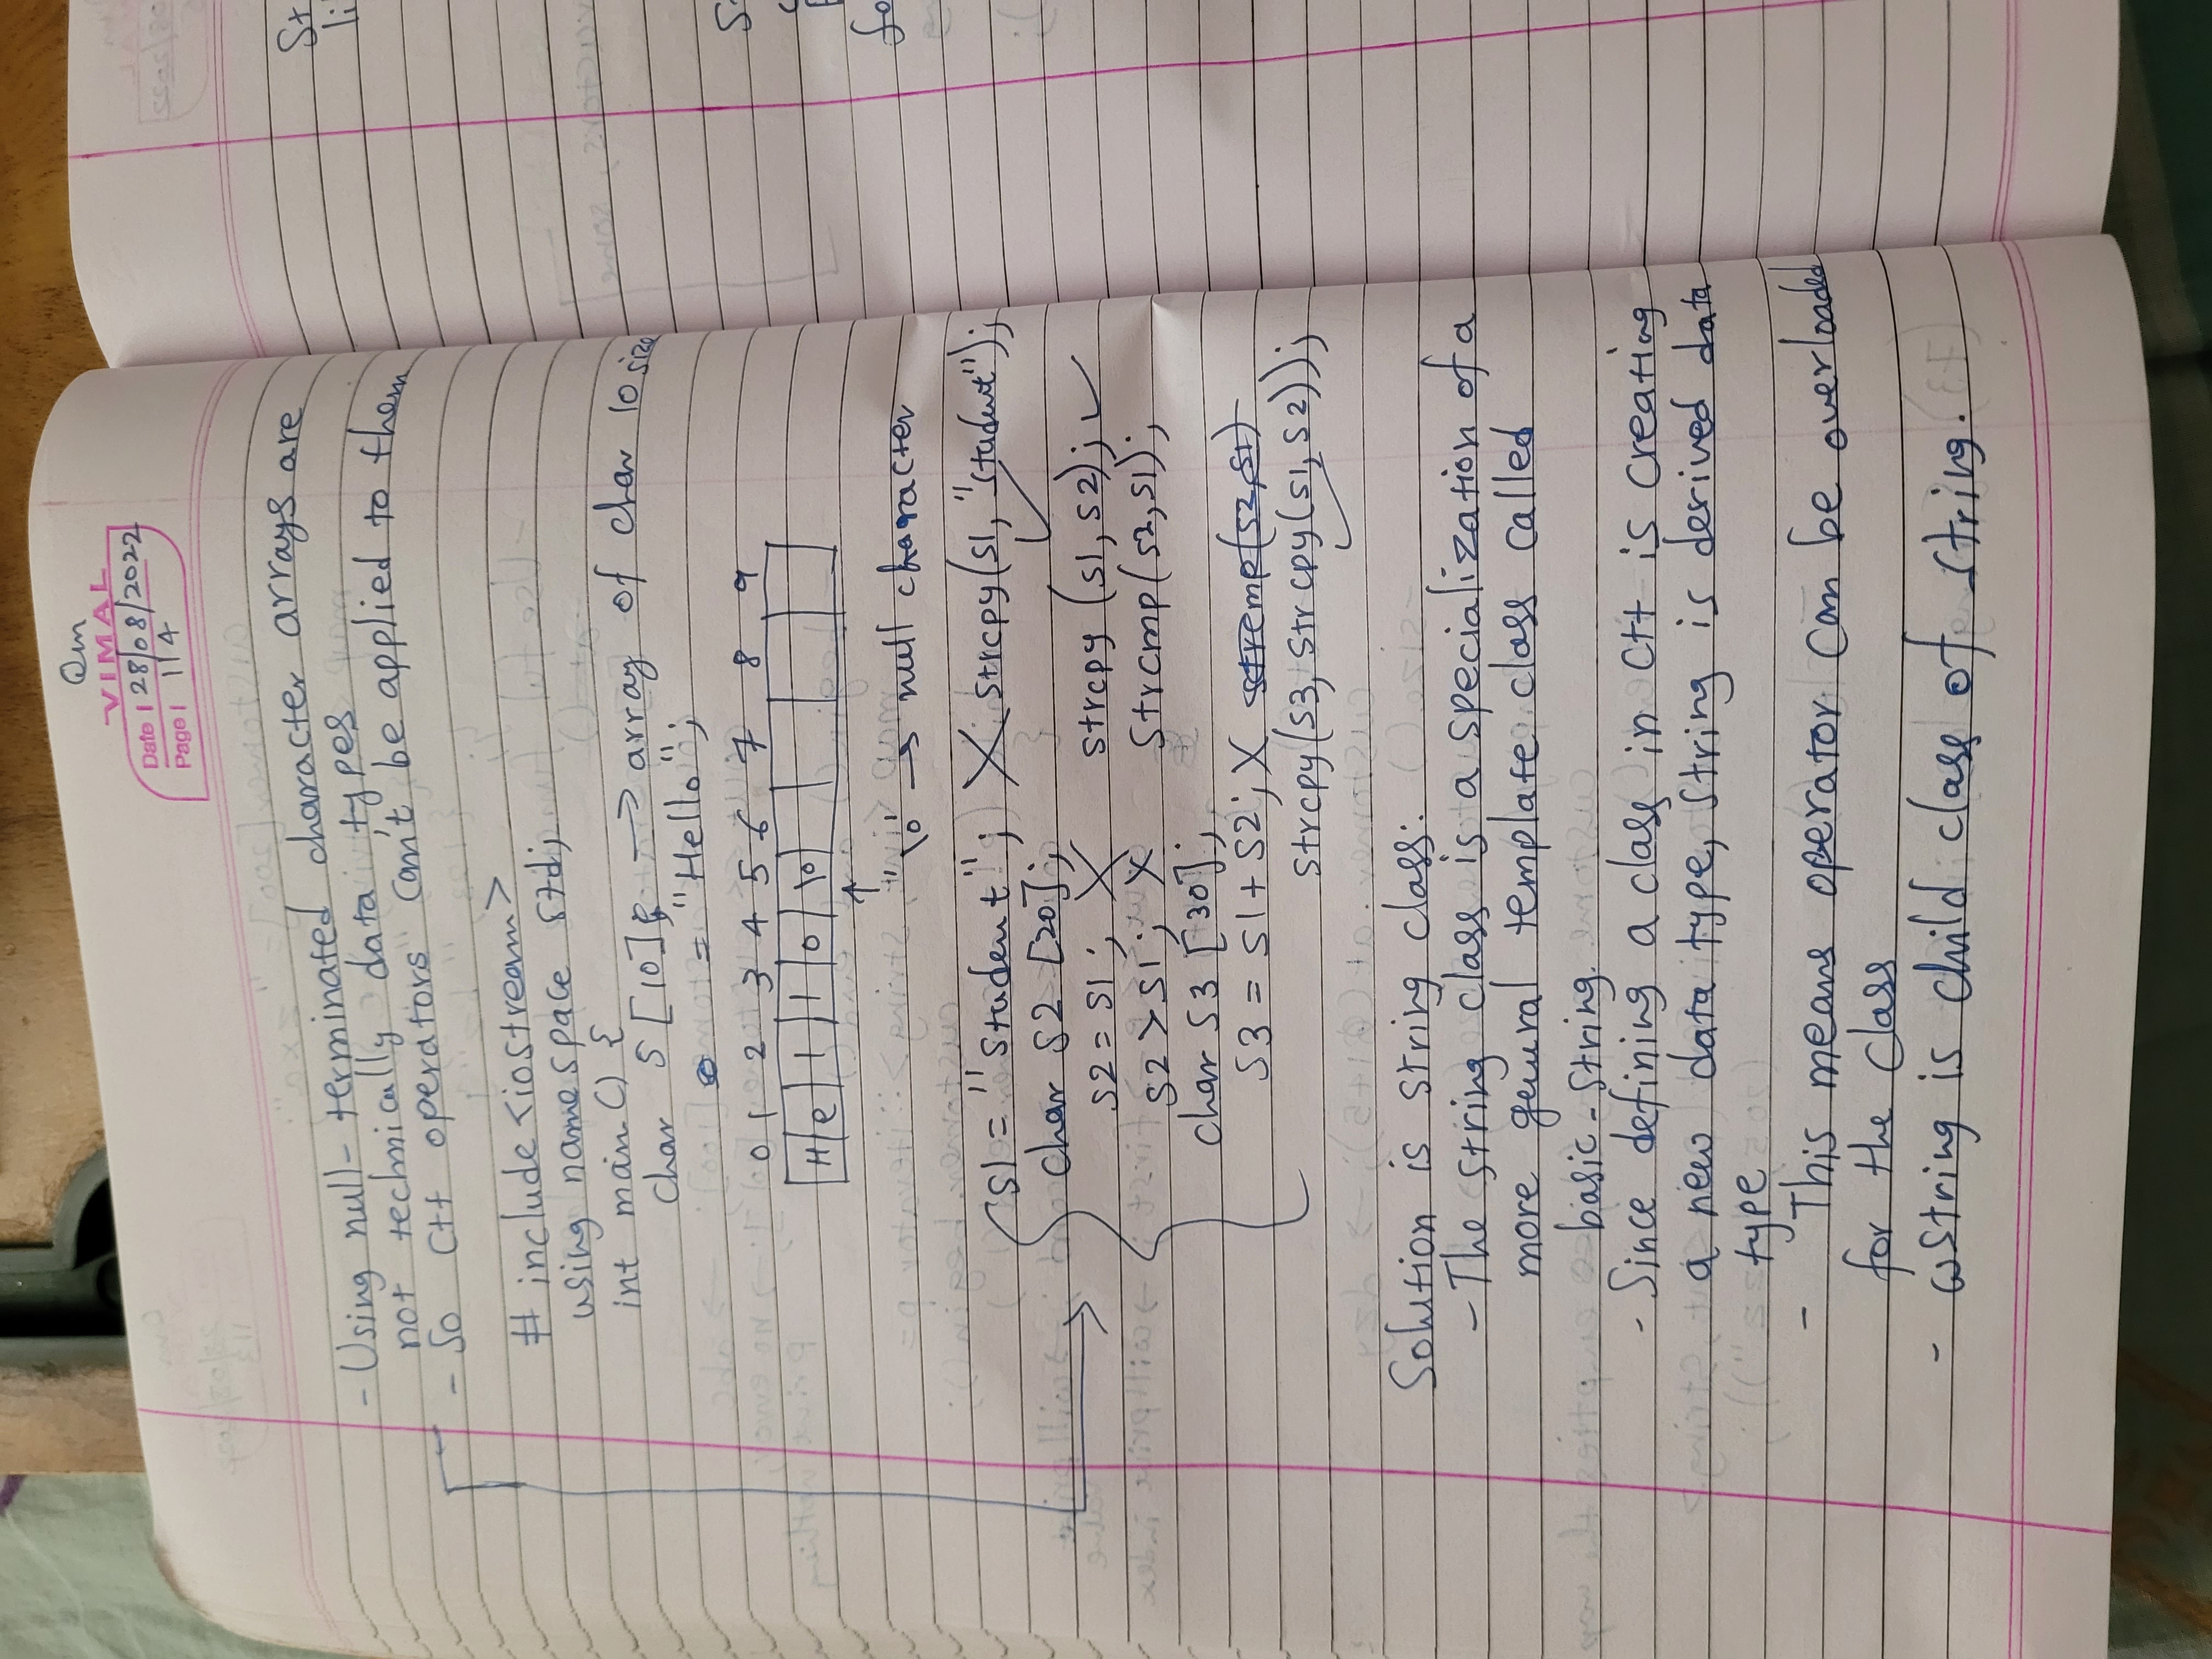 Om
VIMAL
Date | 28/08/2022
Page | 114
- Using null-terminated character arrays are
not technically data types
- So C++ operators can't be applied to them
# include <iostream>
using namespace std;
int main() {
char S [10]; → array of char 10 size
= "Hello";
0 1 2 3 4 5 6 7 8 9
H e l l o \0
↑
'\0' → null character
S1 = "Student"; X strcpy(S1, "Student"); ✓
char S2 [20];
S2 = S1; X strcpy (S1, S2); ✓
S2 > S1; X Strcmp(S2, S1);
char S3 [30];
S3 = S1 + S2; X strcmp(S2, S1)
strcpy(S3, Strcpy(S1, S2)); ✓
Solution is string class:
- The string class is a specialization of a
more general template class called
basic-string.
- Since defining a class in C++ is creating
a new data type, string is derived data
type
- This means operator can be overloaded
for the class
- wstring is child class of string.
St
li
S
fo